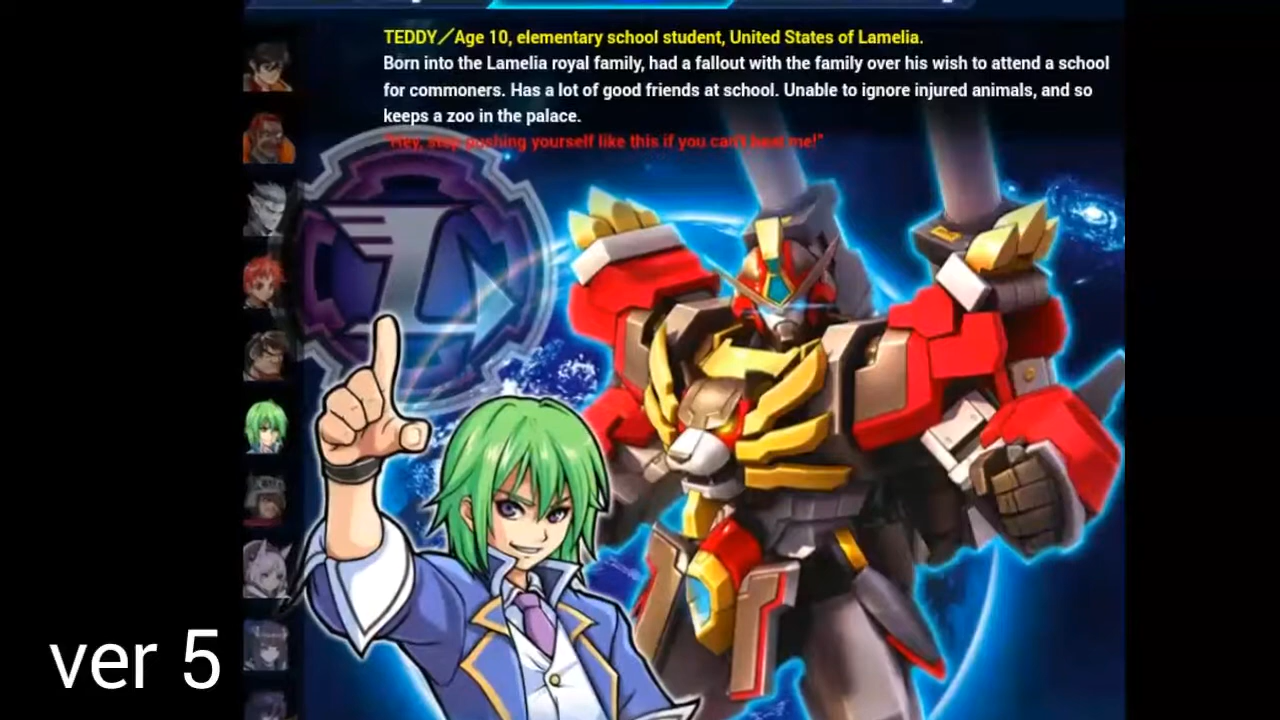 TEDDY／Age 10, elementary school student, United States of Lamelia.
Born into the Lamelia royal family, had a fallout with the family over his wish to attend a school
for commoners. Has a lot of good friends at school. Unable to ignore injured animals, and so
keeps a zoo in the palace.
"Hey, stop pushing yourself like this if you can't beat me!"
ver 5